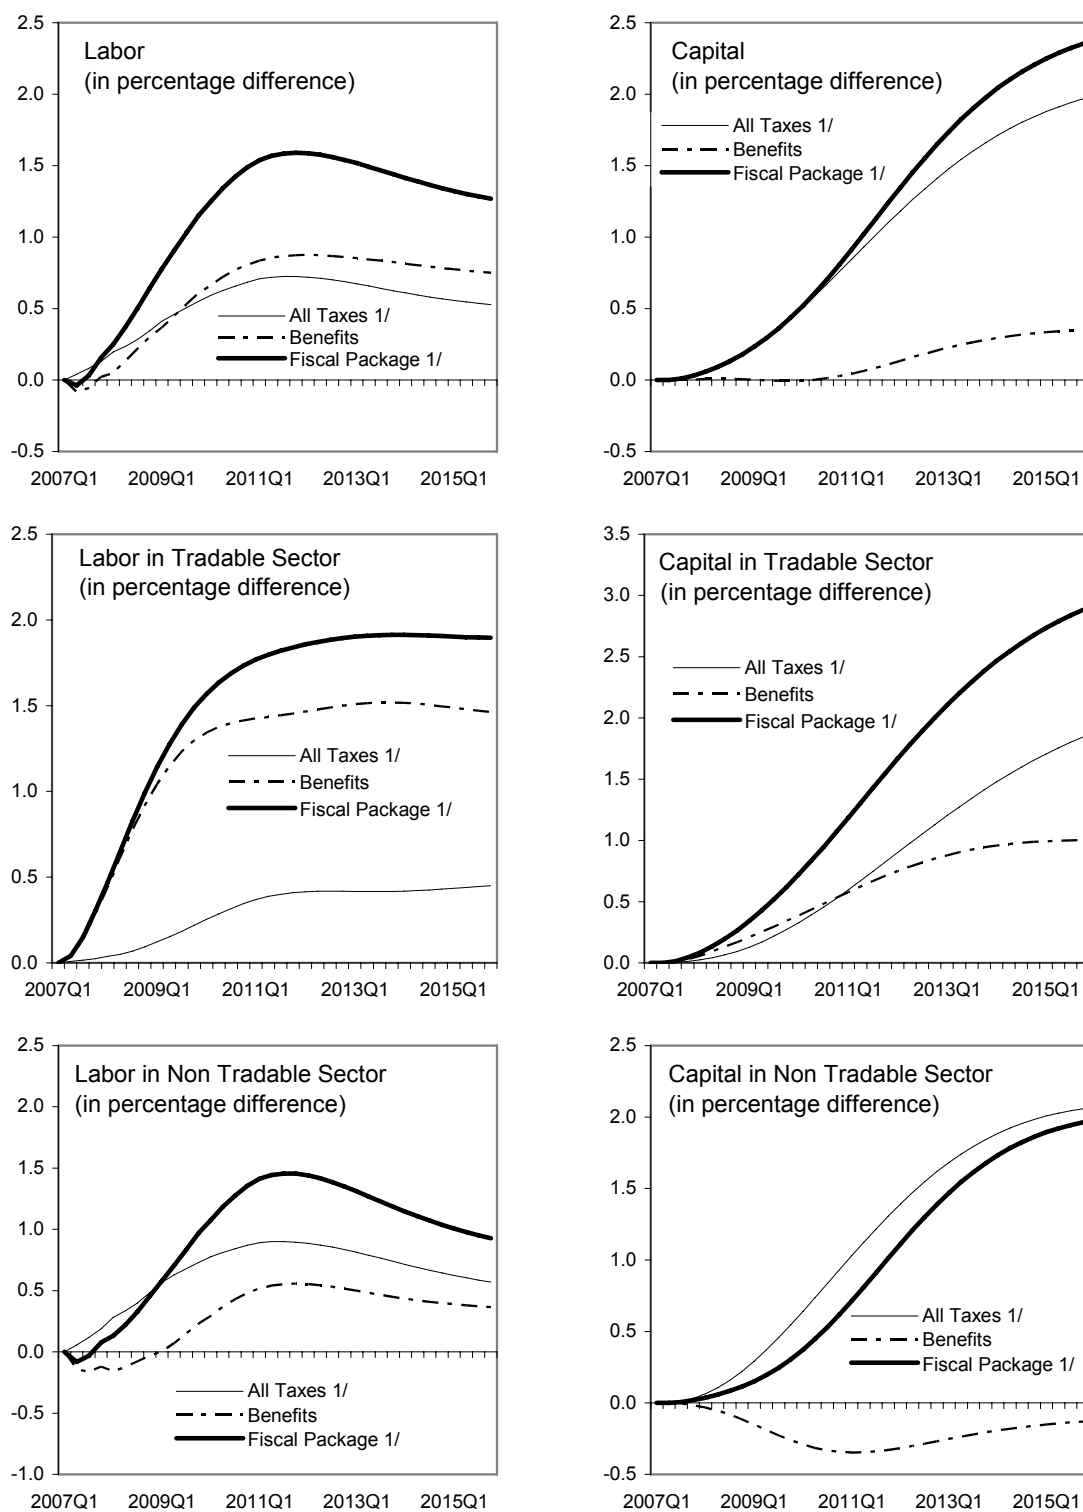 Labor
(in percentage difference)
2.5
2.0
1.5
1.0
0.5
0.0
-0.5
All Taxes 1/
Benefits
Fiscal Package 1/
2007Q1 2009Q1 2011Q1 2013Q1 2015Q1
Capital
(in percentage difference)
2.5
2.0
1.5
1.0
0.5
0.0
-0.5
All Taxes 1/
Benefits
Fiscal Package 1/
2007Q1 2009Q1 2011Q1 2013Q1 2015Q1
Labor in Tradable Sector
(in percentage difference)
2.5
2.0
1.5
1.0
0.5
0.0
All Taxes 1/
Benefits
Fiscal Package 1/
2007Q1 2009Q1 2011Q1 2013Q1 2015Q1
Capital in Tradable Sector
(in percentage difference)
3.5
3.0
2.5
2.0
1.5
1.0
0.5
0.0
All Taxes 1/
Benefits
Fiscal Package 1/
2007Q1 2009Q1 2011Q1 2013Q1 2015Q1
Labor in Non Tradable Sector
(in percentage difference)
2.5
2.0
1.5
1.0
0.5
0.0
-0.5
-1.0
All Taxes 1/
Benefits
Fiscal Package 1/
2007Q1 2009Q1 2011Q1 2013Q1 2015Q1
Capital in Non Tradable Sector
(in percentage difference)
2.5
2.0
1.5
1.0
0.5
0.0
-0.5
All Taxes 1/
Benefits
Fiscal Package 1/
2007Q1 2009Q1 2011Q1 2013Q1 2015Q1